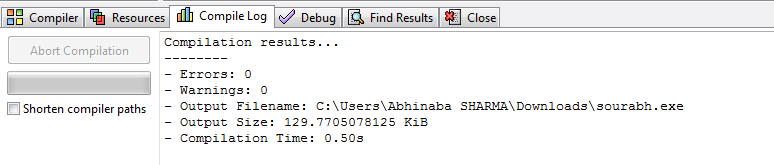 Compiler Resources Compile Log Debug Find Results Close
Abort Compilation
Shorten compiler paths
Compilation results...
--------
- Errors: 0
- Warnings: 0
- Output Filename: C:\Users\Abhinaba SHARMA\Downloads\sourabh.exe
- Output Size: 129.7705078125 KiB
- Compilation Time: 0.50s